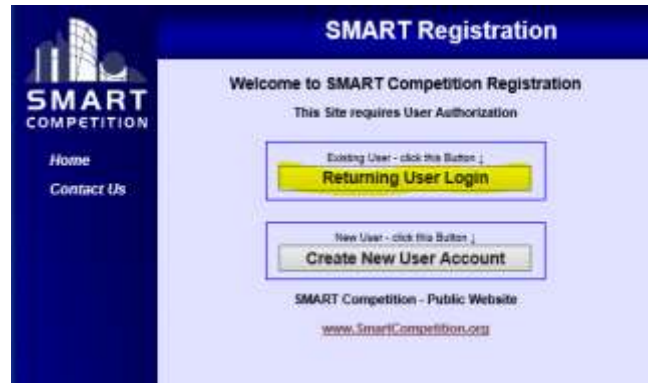 SMART Registration
SMART
COMPETITION
Home
Contact Us
Welcome to SMART Competition Registration
This Site requires User Authorization
Existing User - click this Button ↓
Returning User Login
New User - click this Button ↓
Create New User Account
SMART Competition - Public Website
www.SmartCompetition.org